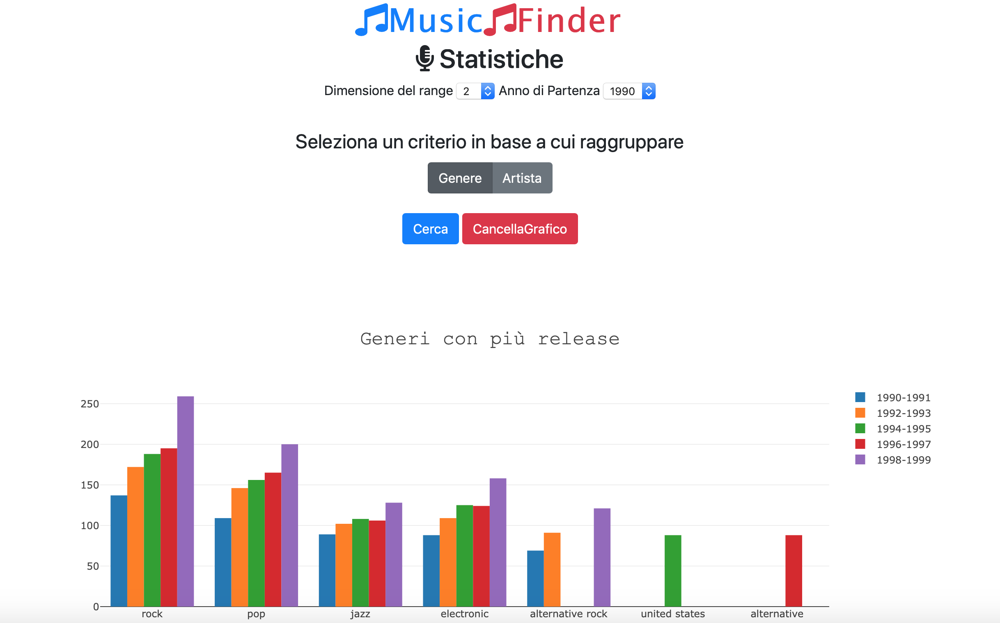 Music Finder
Statistiche
Dimensione del range 2 Anno di Partenza 1990
Seleziona un criterio in base a cui raggruppare
Genere Artista
Cerca CancellaGrafico
Generi con più release
250
200
150
100
50
0
rock pop jazz electronic alternative rock united states alternative
1990-1991
1992-1993
1994-1995
1996-1997
1998-1999